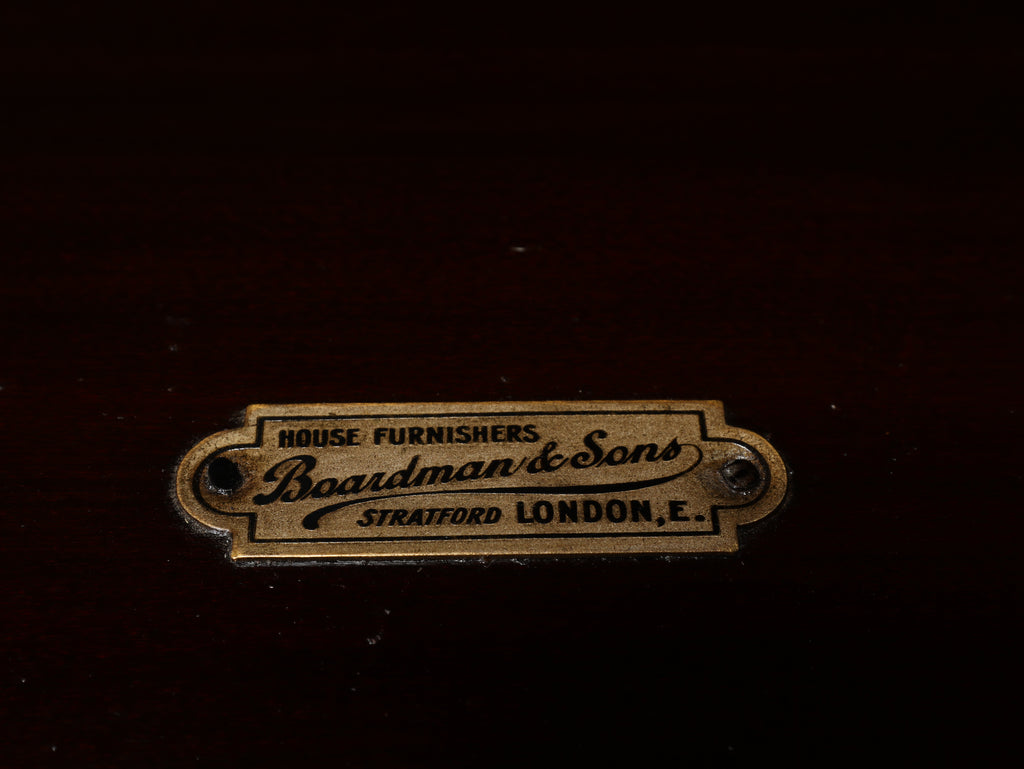 HOUSE FURNISHERS
Boardman & Sons
STRATFORD LONDON, E.